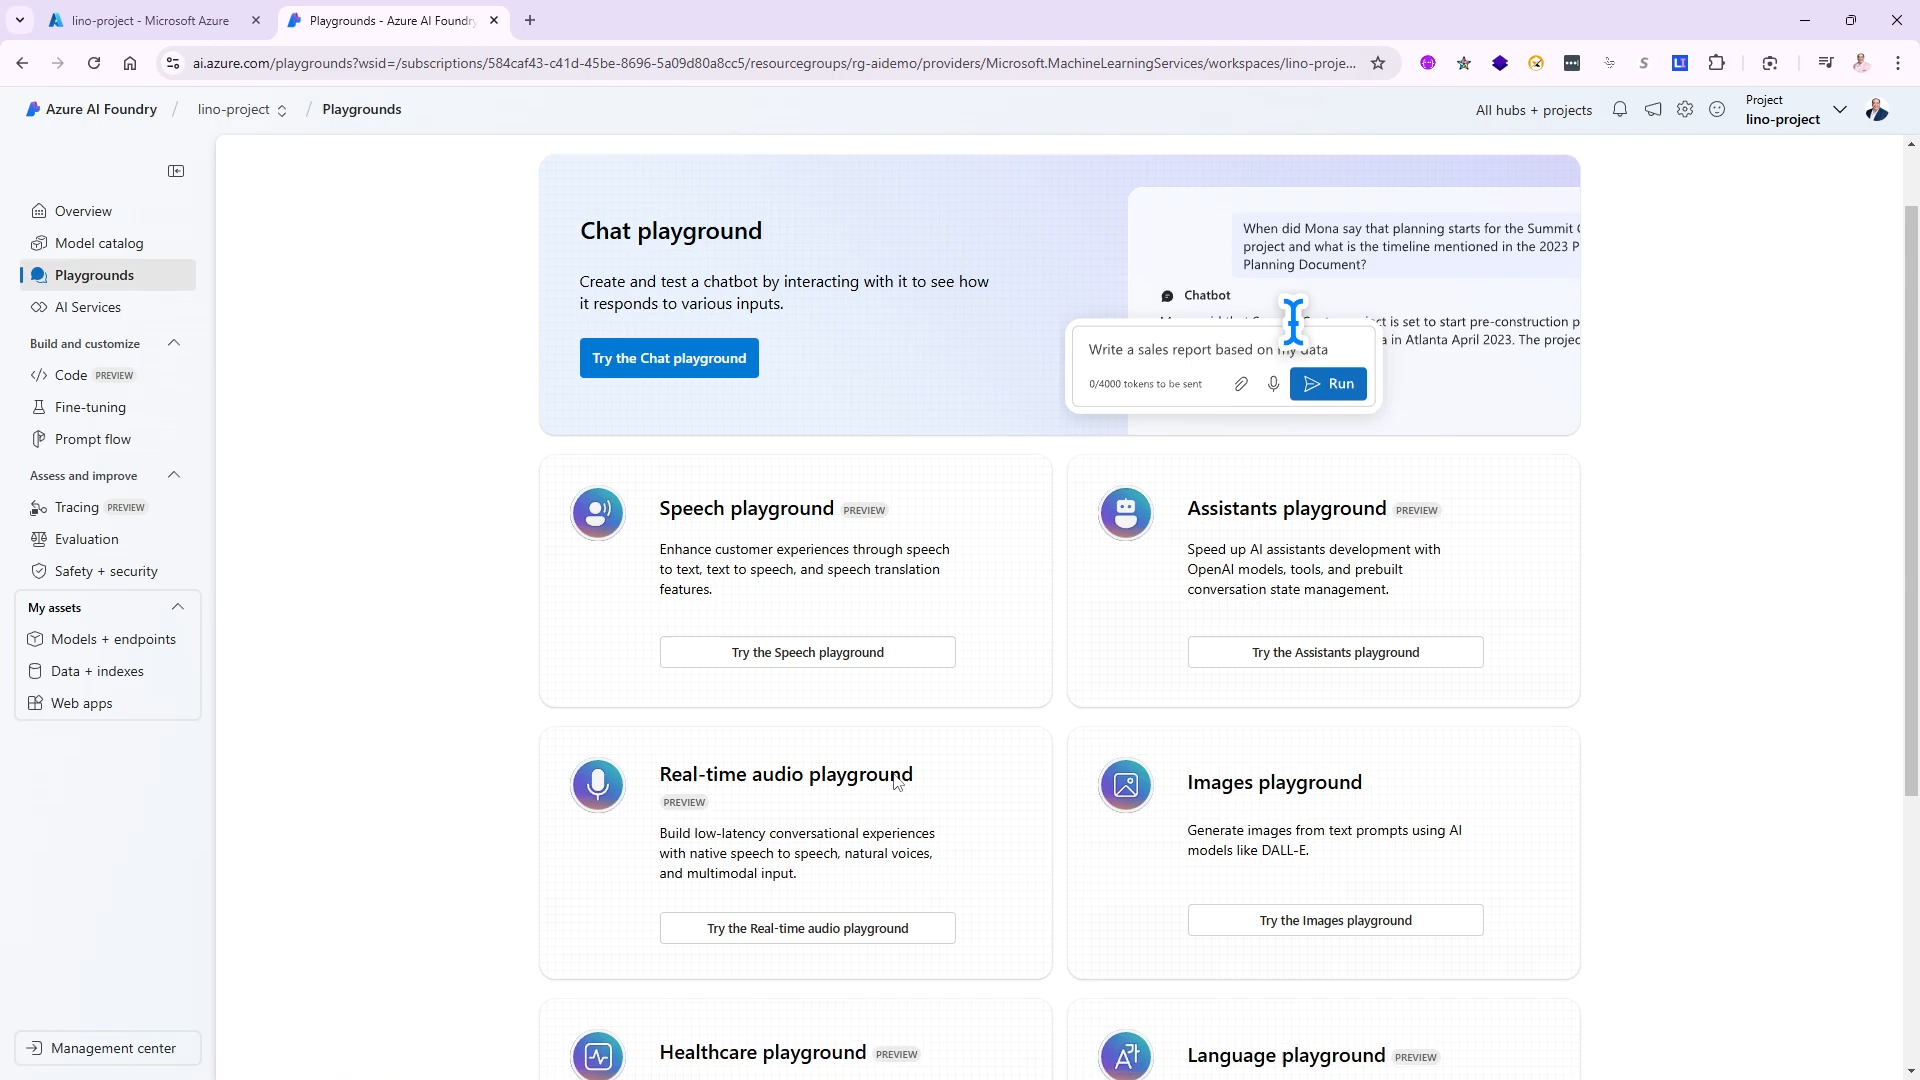 lino-project - Microsoft Azure
Playgrounds - Azure AI Foundry
ai.azure.com/playgrounds?wsid=/subscriptions/584caf43-c41d-45be-8696-5a09d80a8cc5/resourcegroups/rg-aidemo/providers/Microsoft.MachineLearningServices/workspaces/lino-proje...
Azure AI Foundry / lino-project / Playgrounds
All hubs + projects
Project
lino-project
Overview
Model catalog
Playgrounds
AI Services
Build and customize
Code PREVIEW
Fine-tuning
Prompt flow
Assess and improve
Tracing PREVIEW
Evaluation
Safety + security
My assets
Models + endpoints
Data + indexes
Web apps
Management center
Chat playground
Create and test a chatbot by interacting with it to see how
it responds to various inputs.
Try the Chat playground
When did Mona say that planning starts for the Summit
project and what is the timeline mentioned in the 2023 P
Planning Document?
Chatbot
is set to start pre-construction p
in Atlanta April 2023. The projec
Write a sales report based on my data
0/4000 tokens to be sent
Run
Speech playground PREVIEW
Enhance customer experiences through speech
to text, text to speech, and speech translation
features.
Try the Speech playground
Assistants playground PREVIEW
Speed up AI assistants development with
OpenAI models, tools, and prebuilt
conversation state management.
Try the Assistants playground
Real-time audio playground
PREVIEW
Build low-latency conversational experiences
with native speech to speech, natural voices,
and multimodal input.
Try the Real-time audio playground
Images playground
Generate images from text prompts using AI
models like DALL-E.
Try the Images playground
Healthcare playground PREVIEW
Language playground PREVIEW